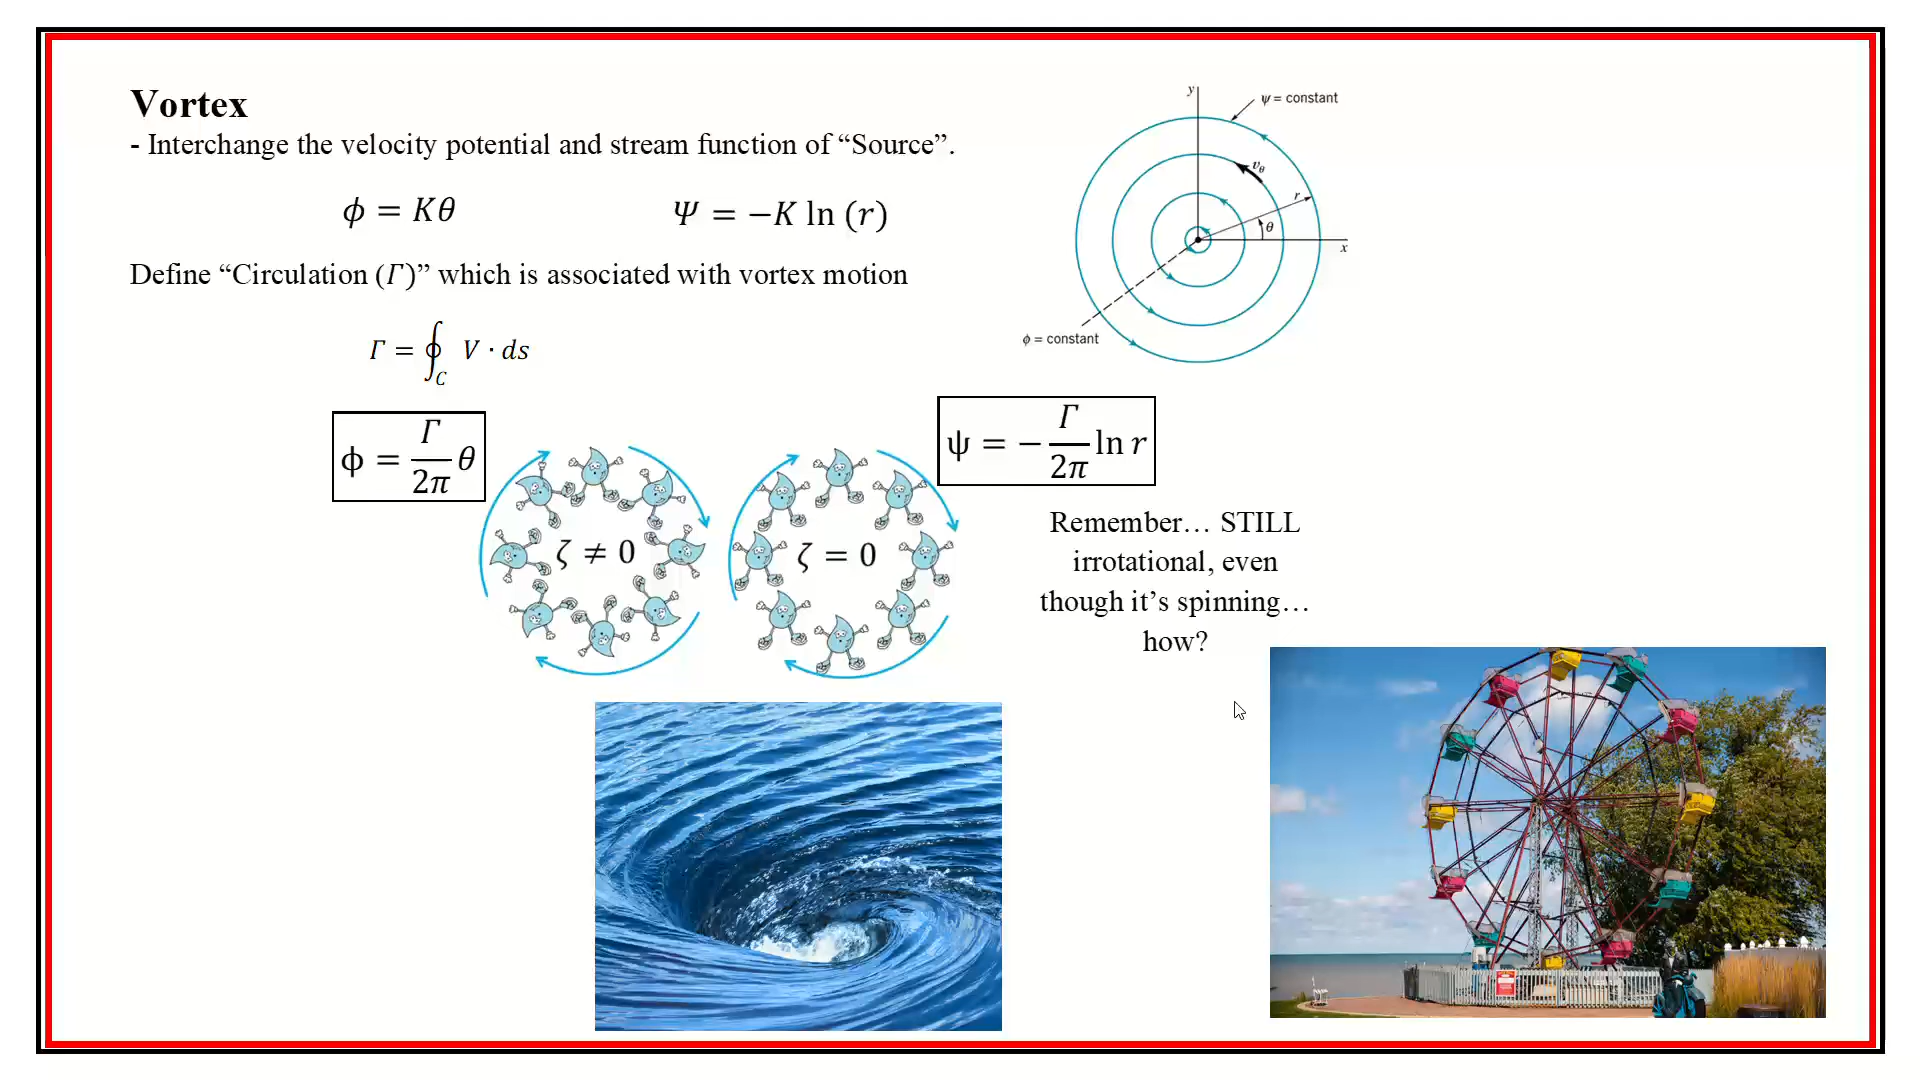 Vortex
- Interchange the velocity potential and stream function of “Source”.
ϕ = Kθ
Ψ = −K ln (r)
Define “Circulation (Γ)” which is associated with vortex motion
Γ = ∮_C V · ds
ϕ = Γ/2π θ
ψ = − Γ/2π ln r
ζ ≠ 0
ζ = 0
Remember… STILL
irrotational, even
though it’s spinning…
how?
y
ψ = constant
v_θ
r
θ
x
ϕ = constant